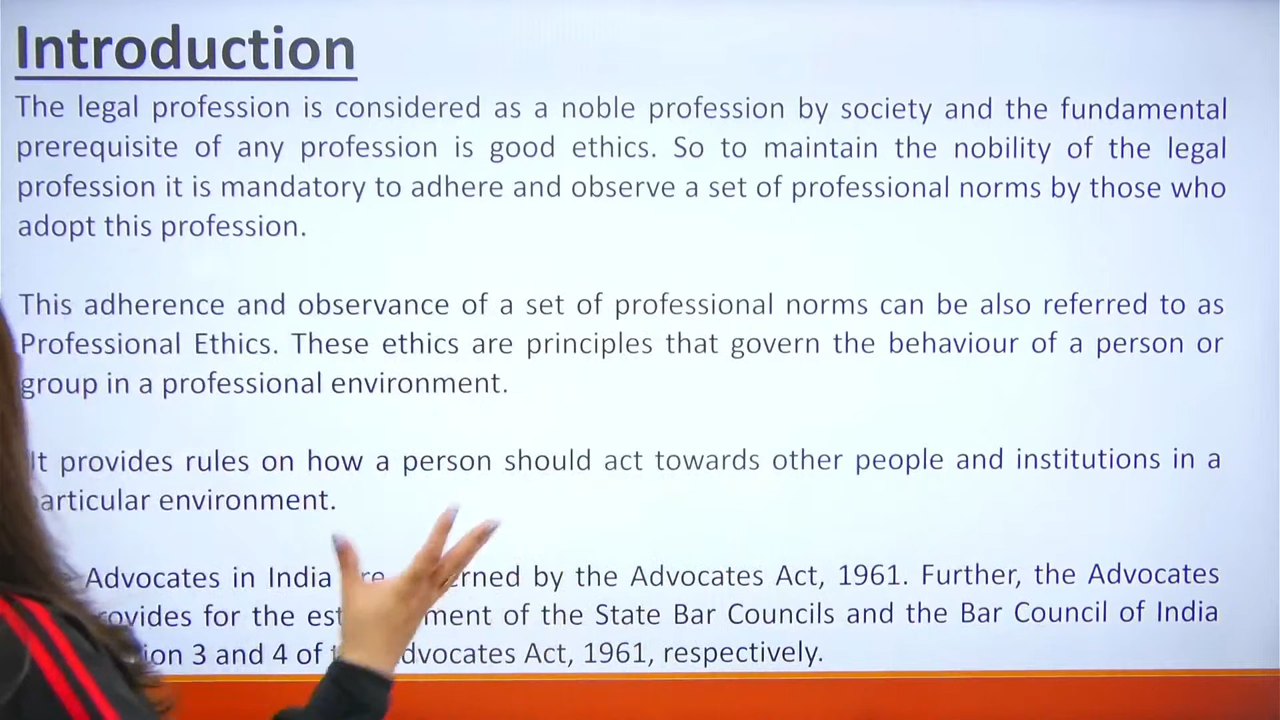 Introduction
The legal profession is considered as a noble profession by society and the fundamental
prerequisite of any profession is good ethics. So to maintain the nobility of the legal
profession it is mandatory to adhere and observe a set of professional norms by those who
adopt this profession.
This adherence and observance of a set of professional norms can be also referred to as
Professional Ethics. These ethics are principles that govern the behaviour of a person or
group in a professional environment.
It provides rules on how a person should act towards other people and institutions in a
environment.
Advocates in India by the Advocates Act, 1961. Further, the Advocates
for the of the State Bar Councils and the Bar Council of India
3 and 4 of Act, 1961, respectively.